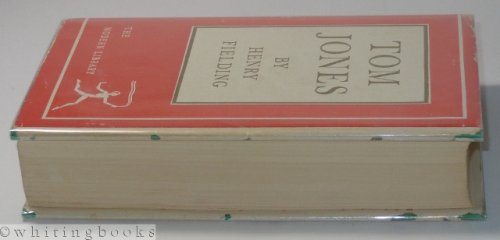 TOM
JONES
BY
HENRY
FIELDING
THE
MODERN LIBRARY
© whitingbooks